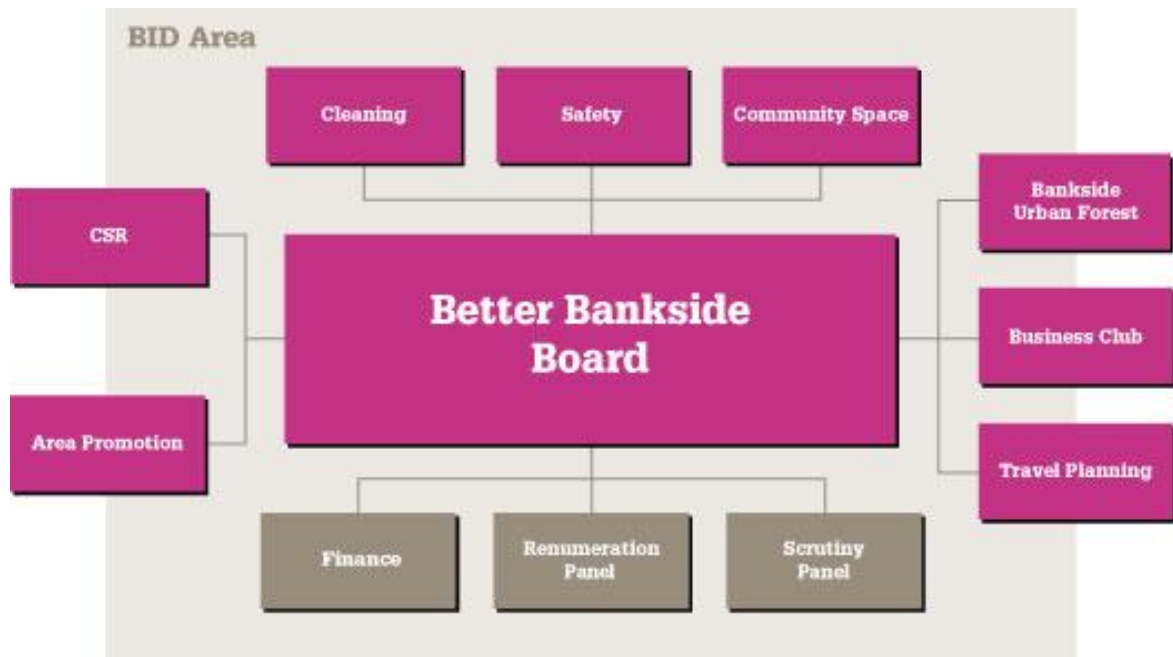 BID Area
Cleaning
Safety
Community Space
CSR
Bankside
Urban Forest
Better Bankside
Board
Business Club
Area Promotion
Travel Planning
Finance
Renumeration
Panel
Scrutiny
Panel